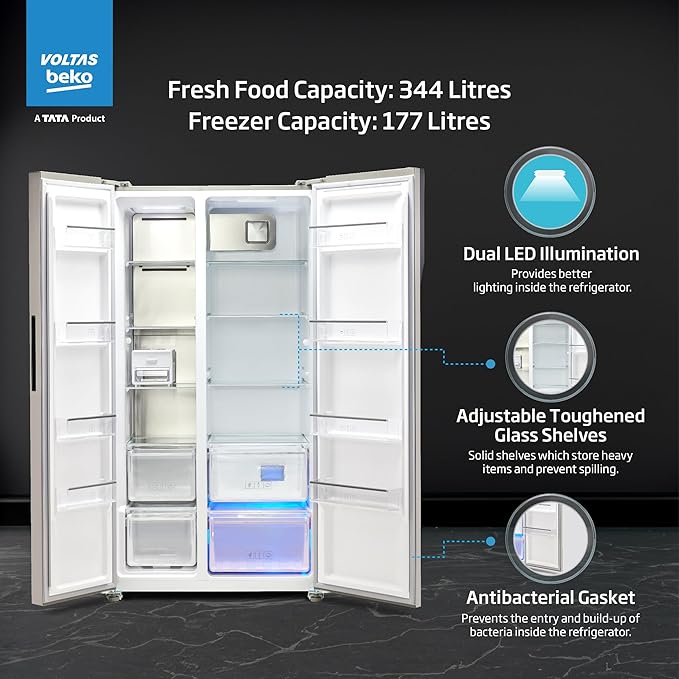 VOLTAS
beko
A TATA Product
Fresh Food Capacity: 344 Litres
Freezer Capacity: 177 Litres
Dual LED Illumination
Provides better
lighting inside the refrigerator.
Adjustable Toughened
Glass Shelves
Solid shelves which store heavy
items and prevent spilling.
Antibacterial Gasket
Prevents the entry and build-up of
bacteria inside the refrigerator.